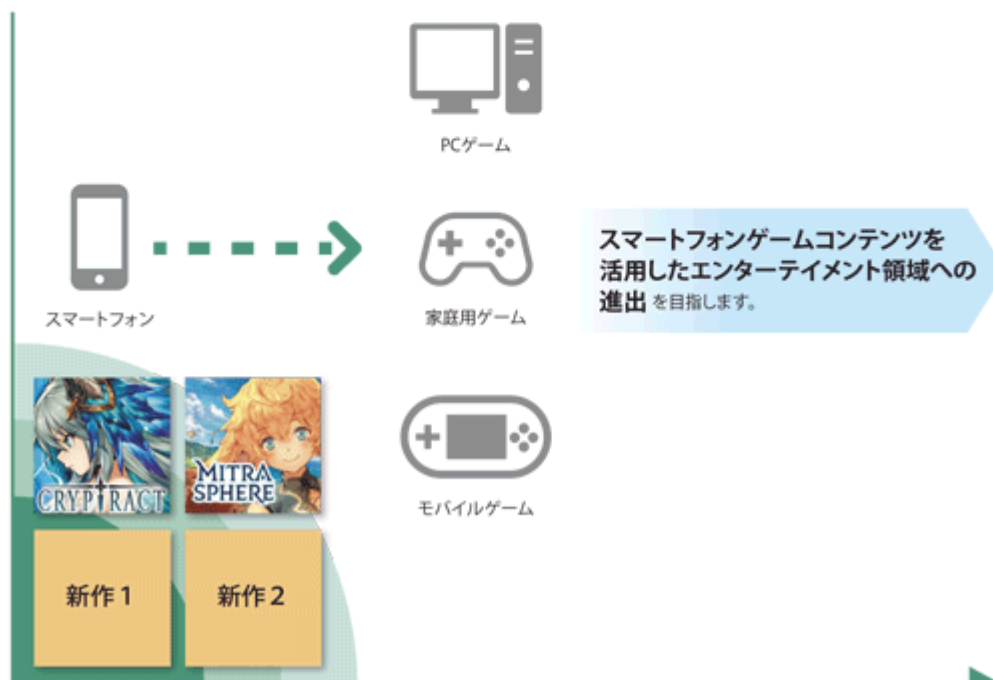 PCゲーム
スマートフォン
家庭用ゲーム
スマートフォンゲームコンテンツを
活用したエンターテイメント領域への
進出 を目指します。
CRYPTRACT
MITRA
SPHERE
モバイルゲーム
新作1
新作2